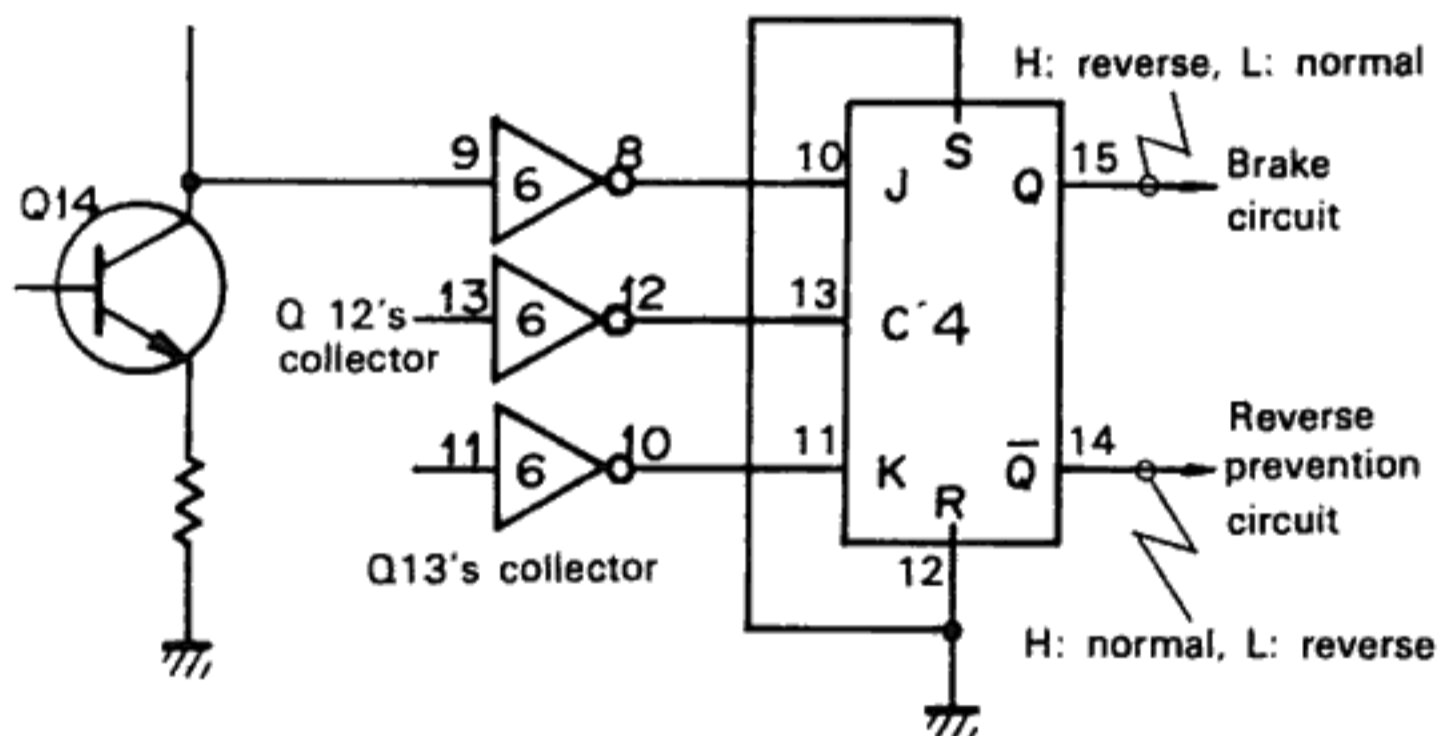 H: reverse, L: normal
Q14
9
6
8
10
J
S
Q
15
Brake
circuit
Q 12's
collector
13
6
12
13
C 4
11
6
10
11
K
R
Q̅
14
Reverse
prevention
circuit
Q13's collector
12
H: normal, L: reverse